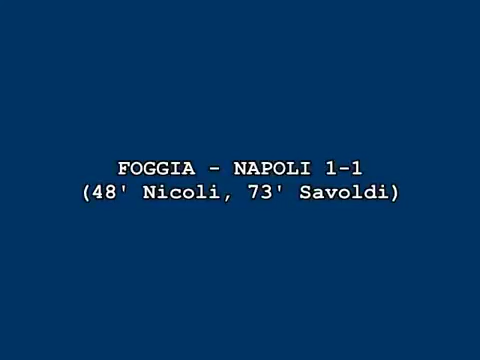 FOGGIA - NAPOLI 1-1
(48' Nicoli, 73' Savoldi)